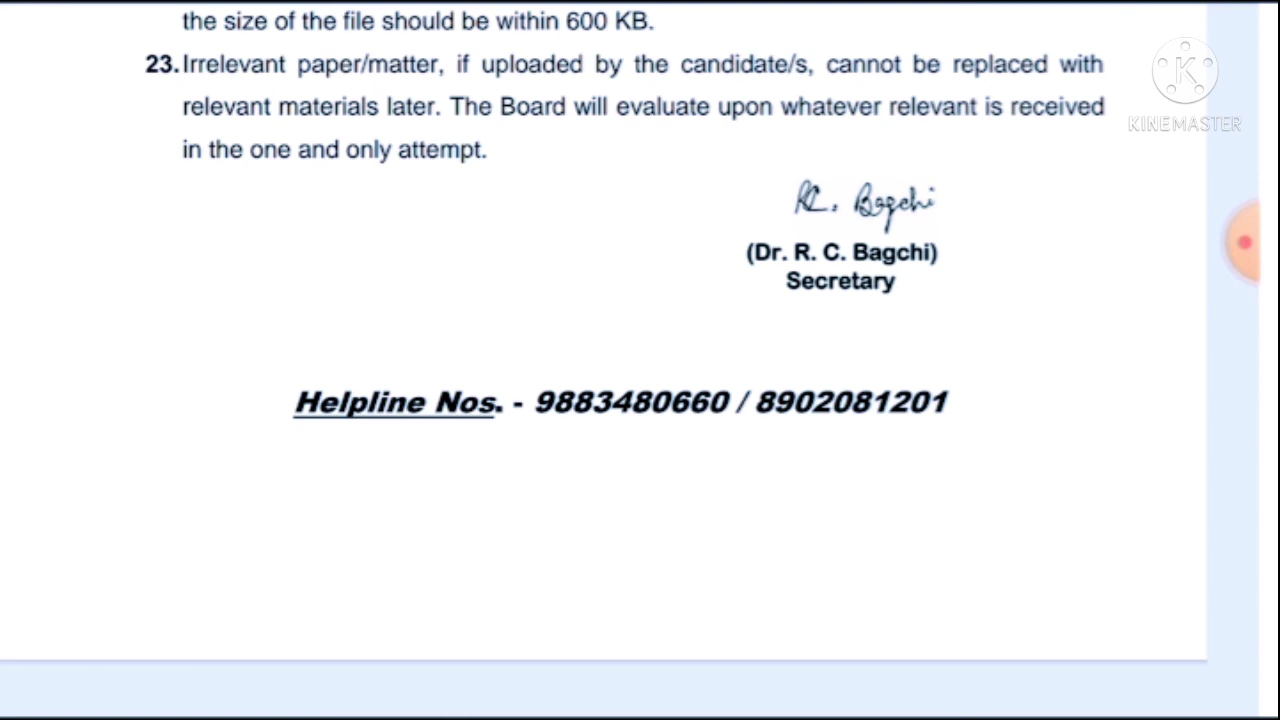 the size of the file should be within 600 KB.
23. Irrelevant paper/matter, if uploaded by the candidate/s, cannot be replaced with
relevant materials later. The Board will evaluate upon whatever relevant is received
in the one and only attempt.
K
KINEMASTER
RC. Bagchi
(Dr. R. C. Bagchi)
Secretary
Helpline Nos. - 9883480660 / 8902081201